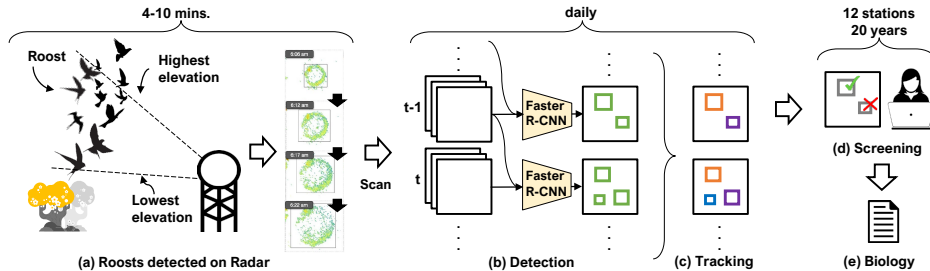 4-10 mins.
daily
12 stations
20 years
Roost
Highest
elevation
Lowest
elevation
6:06 am
6:12 am
6:17 am
6:22 am
Scan
t-1
t
Faster
R-CNN
Faster
R-CNN
(a) Roosts detected on Radar
(b) Detection
(c) Tracking
(d) Screening
(e) Biology